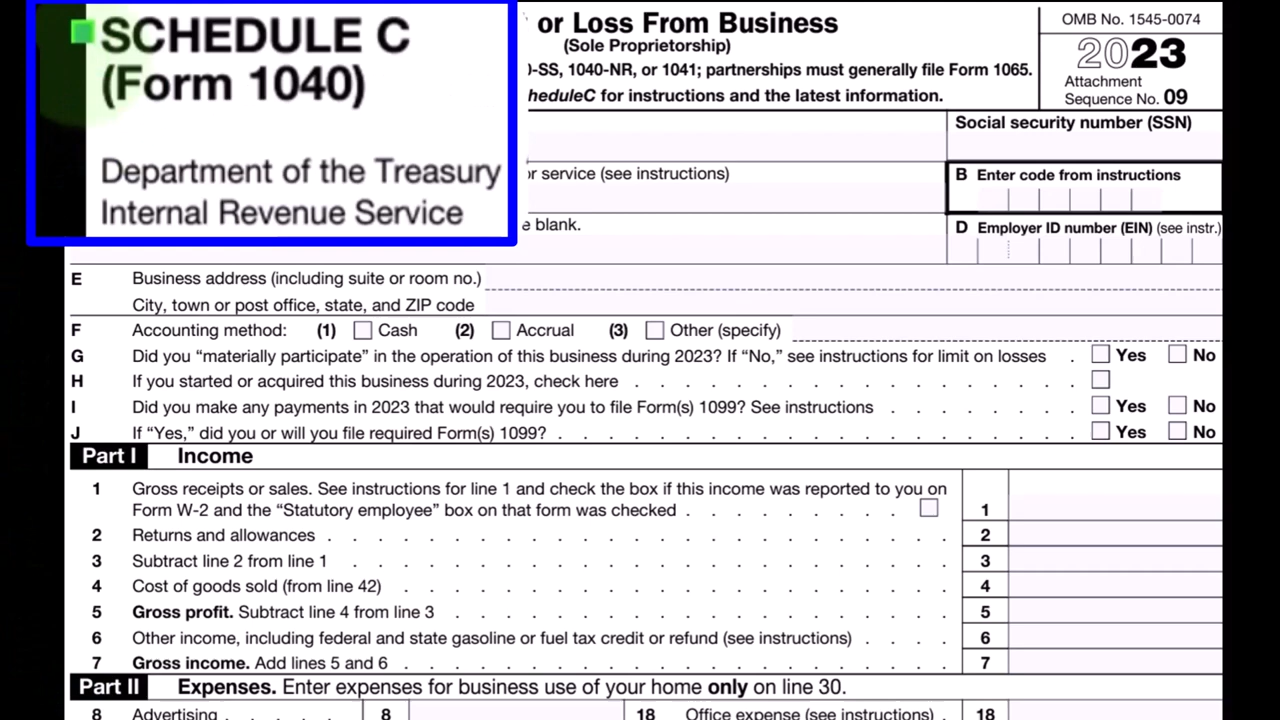 SCHEDULE C
(Form 1040)
Department of the Treasury
Internal Revenue Service
or Loss From Business
(Sole Proprietorship)
-SS, 1040-NR, or 1041; partnerships must generally file Form 1065.
heduleC for instructions and the latest information.
OMB No. 1545-0074
2023
Attachment
Sequence No. 09
Social security number (SSN)
service (see instructions)
B Enter code from instructions
blank.
D Employer ID number (EIN) (see instr.)
E Business address (including suite or room no.)
City, town or post office, state, and ZIP code
F Accounting method: (1) Cash (2) Accrual (3) Other (specify)
G Did you “materially participate” in the operation of this business during 2023? If “No,” see instructions for limit on losses . Yes No
H If you started or acquired this business during 2023, check here . . . . . . . . . . . . . . . . .
I Did you make any payments in 2023 that would require you to file Form(s) 1099? See instructions . . . . . . . Yes No
J If “Yes,” did you or will you file required Form(s) 1099? . . . . . . . . . . . . . . . . . . . . Yes No
Part I Income
1 Gross receipts or sales. See instructions for line 1 and check the box if this income was reported to you on
Form W-2 and the “Statutory employee” box on that form was checked . . . . . . . . . 1
2 Returns and allowances . . . . . . . . . . . . . . . . . . . . . 2
3 Subtract line 2 from line 1 . . . . . . . . . . . . . . . . . . . . 3
4 Cost of goods sold (from line 42) . . . . . . . . . . . . . . . . . . 4
5 Gross profit. Subtract line 4 from line 3 . . . . . . . . . . . . . . . . 5
6 Other income, including federal and state gasoline or fuel tax credit or refund (see instructions) . . . . 6
7 Gross income. Add lines 5 and 6 . . . . . . . . . . . . . . . . . . 7
Part II Expenses. Enter expenses for business use of your home only on line 30.
8 Advertising . . . . . 8
18 Office expense (see instructions) . 18